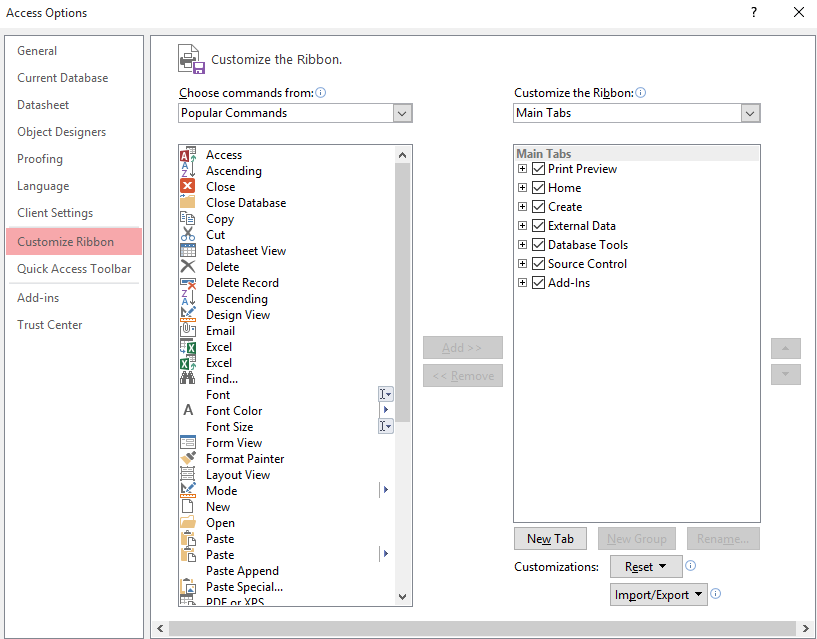 Access Options
?
General
Current Database
Datasheet
Object Designers
Proofing
Language
Client Settings
Customize Ribbon
Quick Access Toolbar
Add-ins
Trust Center
Customize the Ribbon.
Choose commands from:
Popular Commands
Access
Ascending
Close
Close Database
Copy
Cut
Datasheet View
Delete
Delete Record
Descending
Design View
Email
Excel
Excel
Find...
Font
Font Color
Font Size
Form View
Format Painter
Layout View
Mode
New
Open
Paste
Paste
Paste Append
Paste Special...
PDF or XPS
Add >>
<< Remove
Customize the Ribbon:
Main Tabs
Main Tabs
Print Preview
Home
Create
External Data
Database Tools
Source Control
Add-Ins
New Tab
New Group
Rename...
Customizations:
Reset
Import/Export